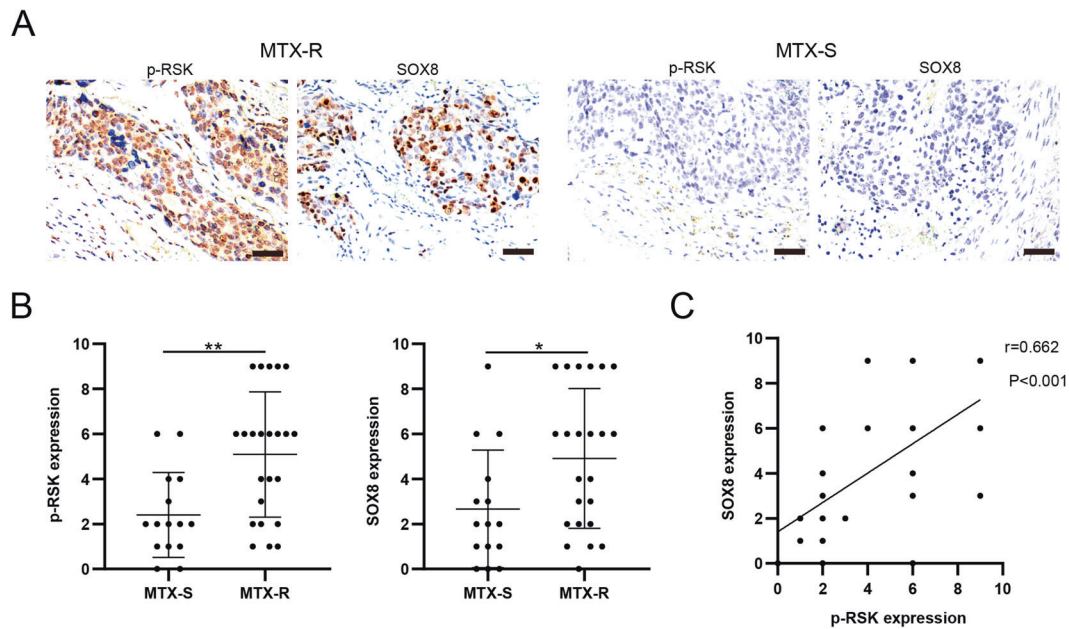 A
MTX-R
MTX-S
p-RSK
SOX8
p-RSK
SOX8
B
C
**
*
p-RSK expression
10
8
6
4
2
0
MTX-S
MTX-R
SOX8 expression
10
8
6
4
2
0
MTX-S
MTX-R
SOX8 expression
10
8
6
4
2
0
0
2
4
6
8
10
p-RSK expression
r=0.662
P<0.001